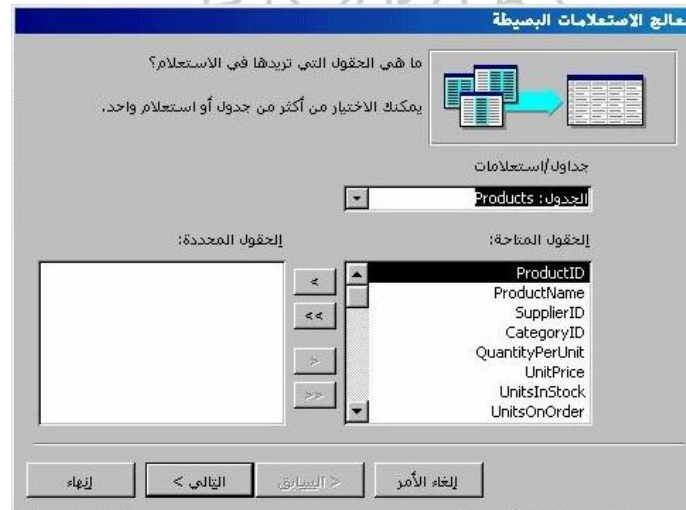 معالج الاستعلامات البسيطة
ما هي الحقول التي تريدها في الاستعلام؟
يمكنك الاختيار من أكثر من جدول أو استعلام واحد.
جداول/استعلامات
الجدول: Products
الحقول المتاحة:
الحقول المحددة:
ProductID
ProductName
SupplierID
CategoryID
QuantityPerUnit
UnitPrice
UnitsInStock
UnitsOnOrder
<
<<
>
>>
إلغاء الأمر
< السابق
التالي >
إنهاء